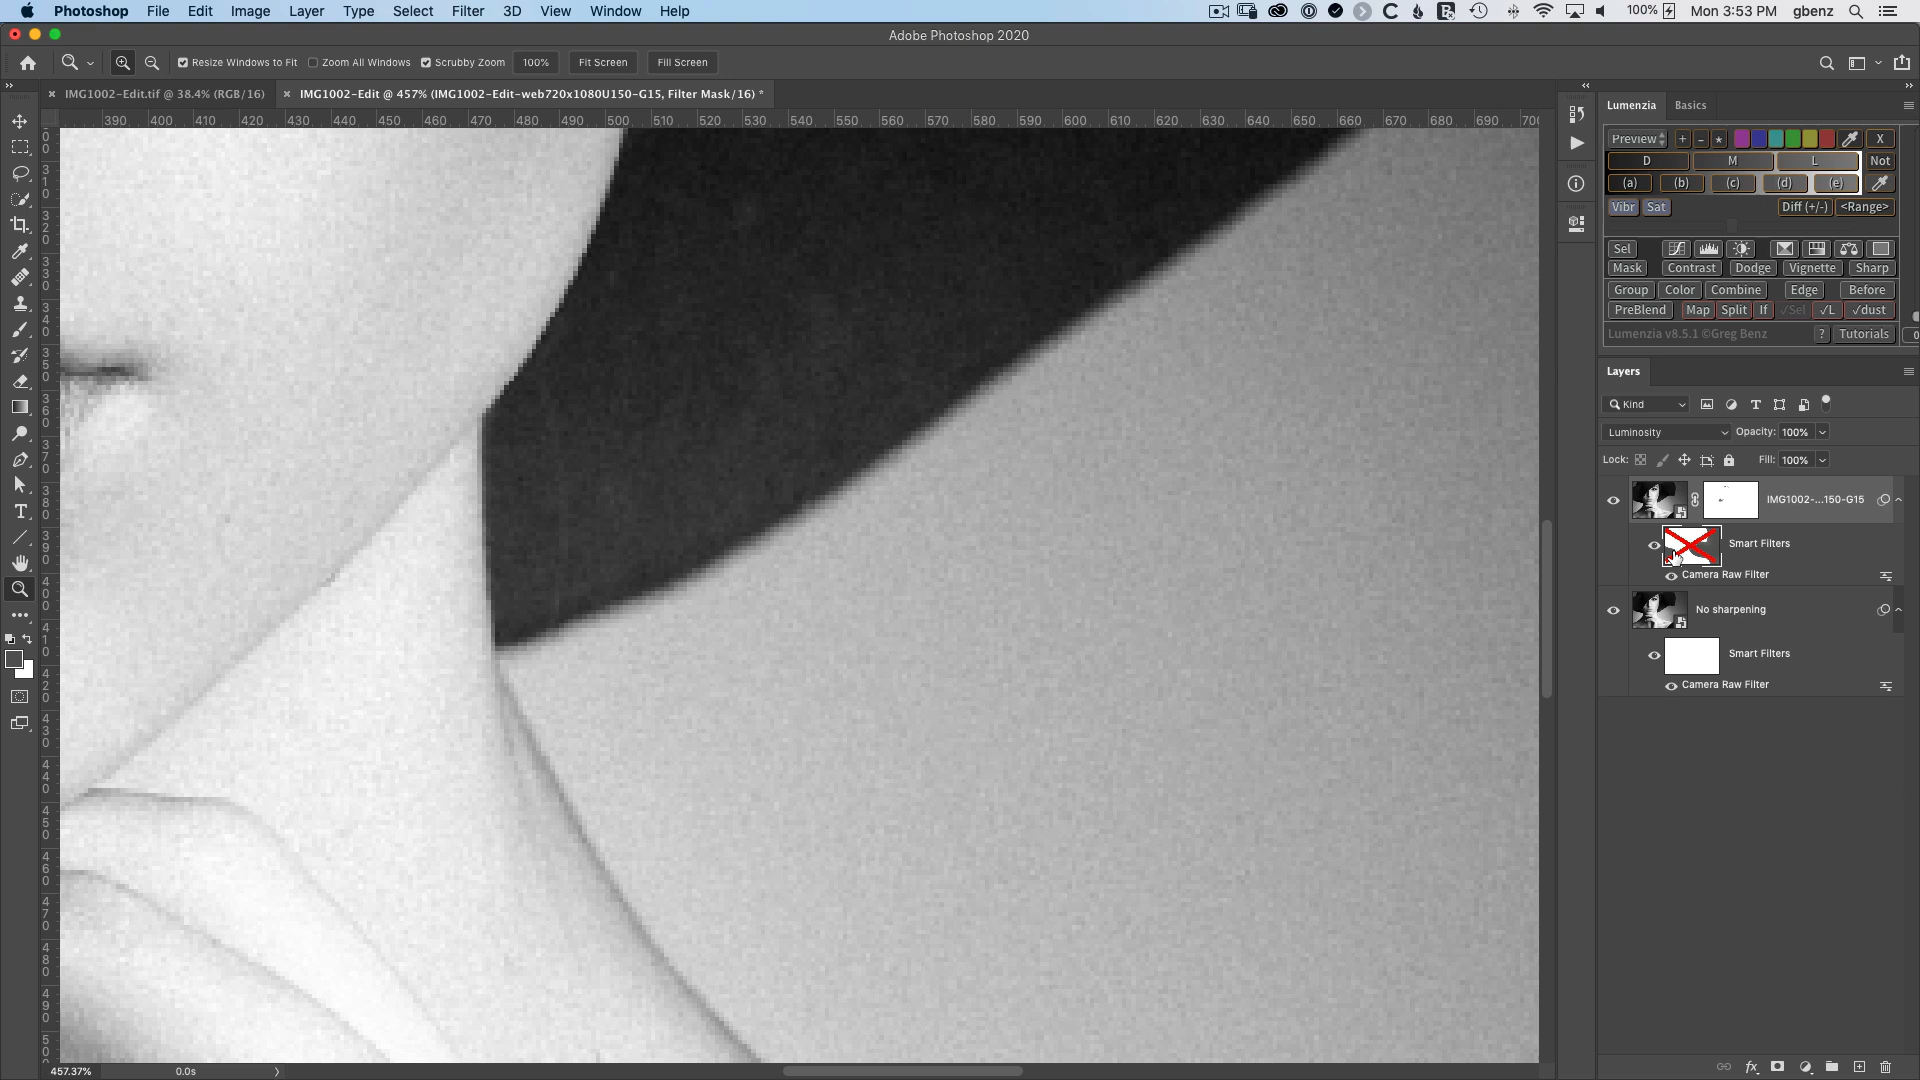 Photoshop File Edit Image Layer Type Select Filter 3D View Window Help 100% Mon 3:53 PM gbenz
Adobe Photoshop 2020
Resize Windows to Fit Zoom All Windows Scrubby Zoom 100% Fit Screen Fill Screen
IMG1002-Edit.tif @ 38.4% (RGB/16) IMG1002-Edit @ 457% (IMG1002-Edit-web720x1080U150-G15, Filter Mask/16) *
390 400 410 420 430 440 450 460 470 480 490 500 510 520 530 540 550 560 570 580 590 600 610 620 630 640 650 660 670 680 690 700
Lumenzia Basics
Preview + - * X
D M L Not
(a) (b) (c) (d) (e)
Vibr Sat Diff (+/-) <Range>
Sel
Mask Contrast Dodge Vignette Sharp
Group Color Combine Edge Before
PreBlend Map Split If √Sel √L √dust
Lumenzia v8.5.1 ©Greg Benz ? Tutorials 0
Layers
Kind
Luminosity Opacity: 100%
Lock: Fill: 100%
IMG1002-...150-G15
Smart Filters
Camera Raw Filter
No sharpening
Smart Filters
Camera Raw Filter
457.37% 0.0s